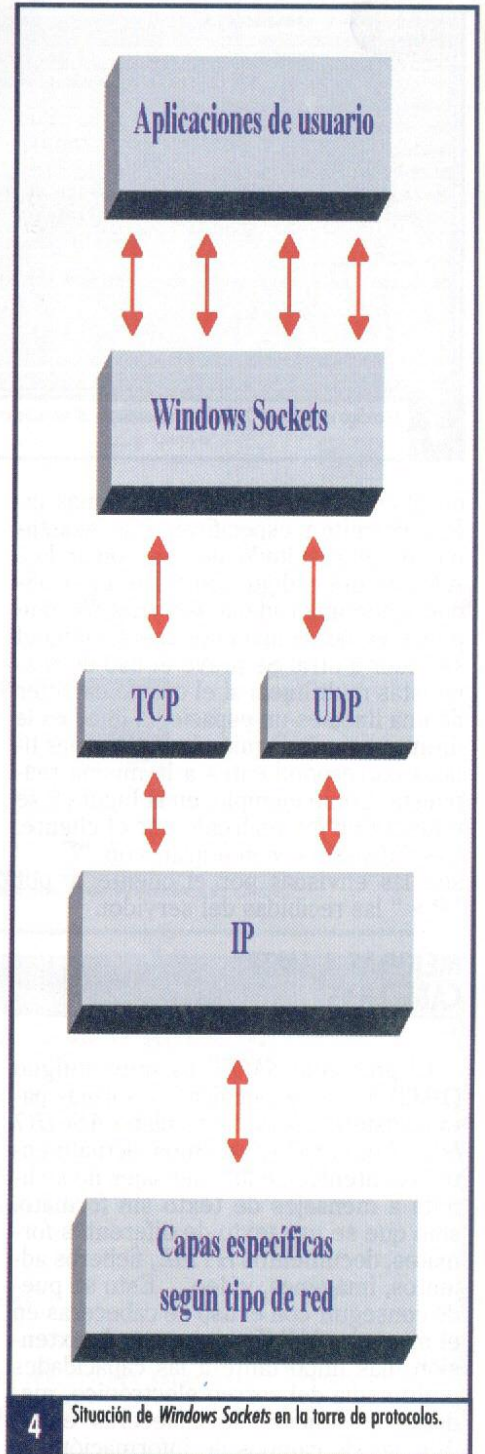 Aplicaciones de usuario
Windows Sockets
TCP UDP
IP
Capas específicas
según tipo de red
4 Situación de Windows Sockets en la torre de protocolos.